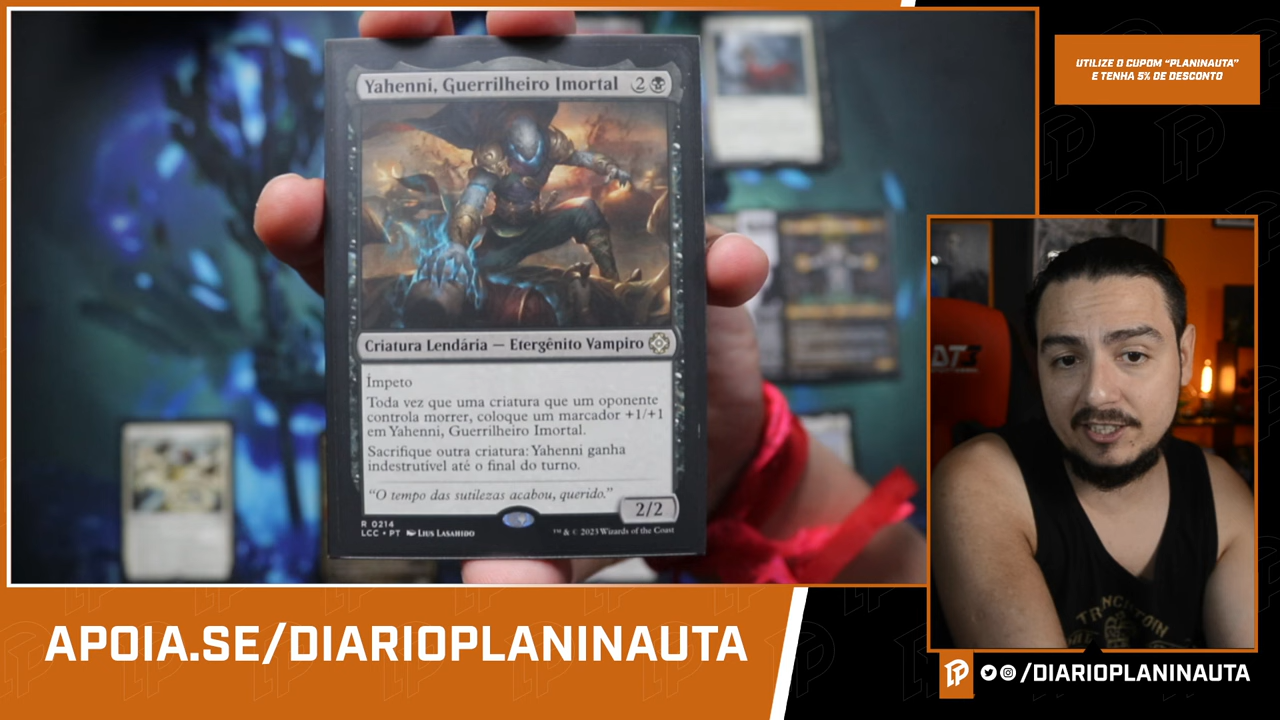 Yahenni, Guerrilheiro Imortal 2
Criatura Lendária — Etergênito Vampiro
Ímpeto
Toda vez que uma criatura que um oponente
controla morrer, coloque um marcador +1/+1
em Yahenni, Guerrilheiro Imortal.
Sacrifique outra criatura: Yahenni ganha
indestrutível até o final do turno.
“O tempo das sutilezas acabou, querido.”
2/2
R 0214
LCC • PT LIUS LASAHIDO
™ & © 2023 Wizards of the Coast
UTILIZE O CUPOM “PLANINAUTA”
E TENHA 5% DE DESCONTO
APOIA.SE/DIARIOPLANINAUTA
/DIARIOPLANINAUTA